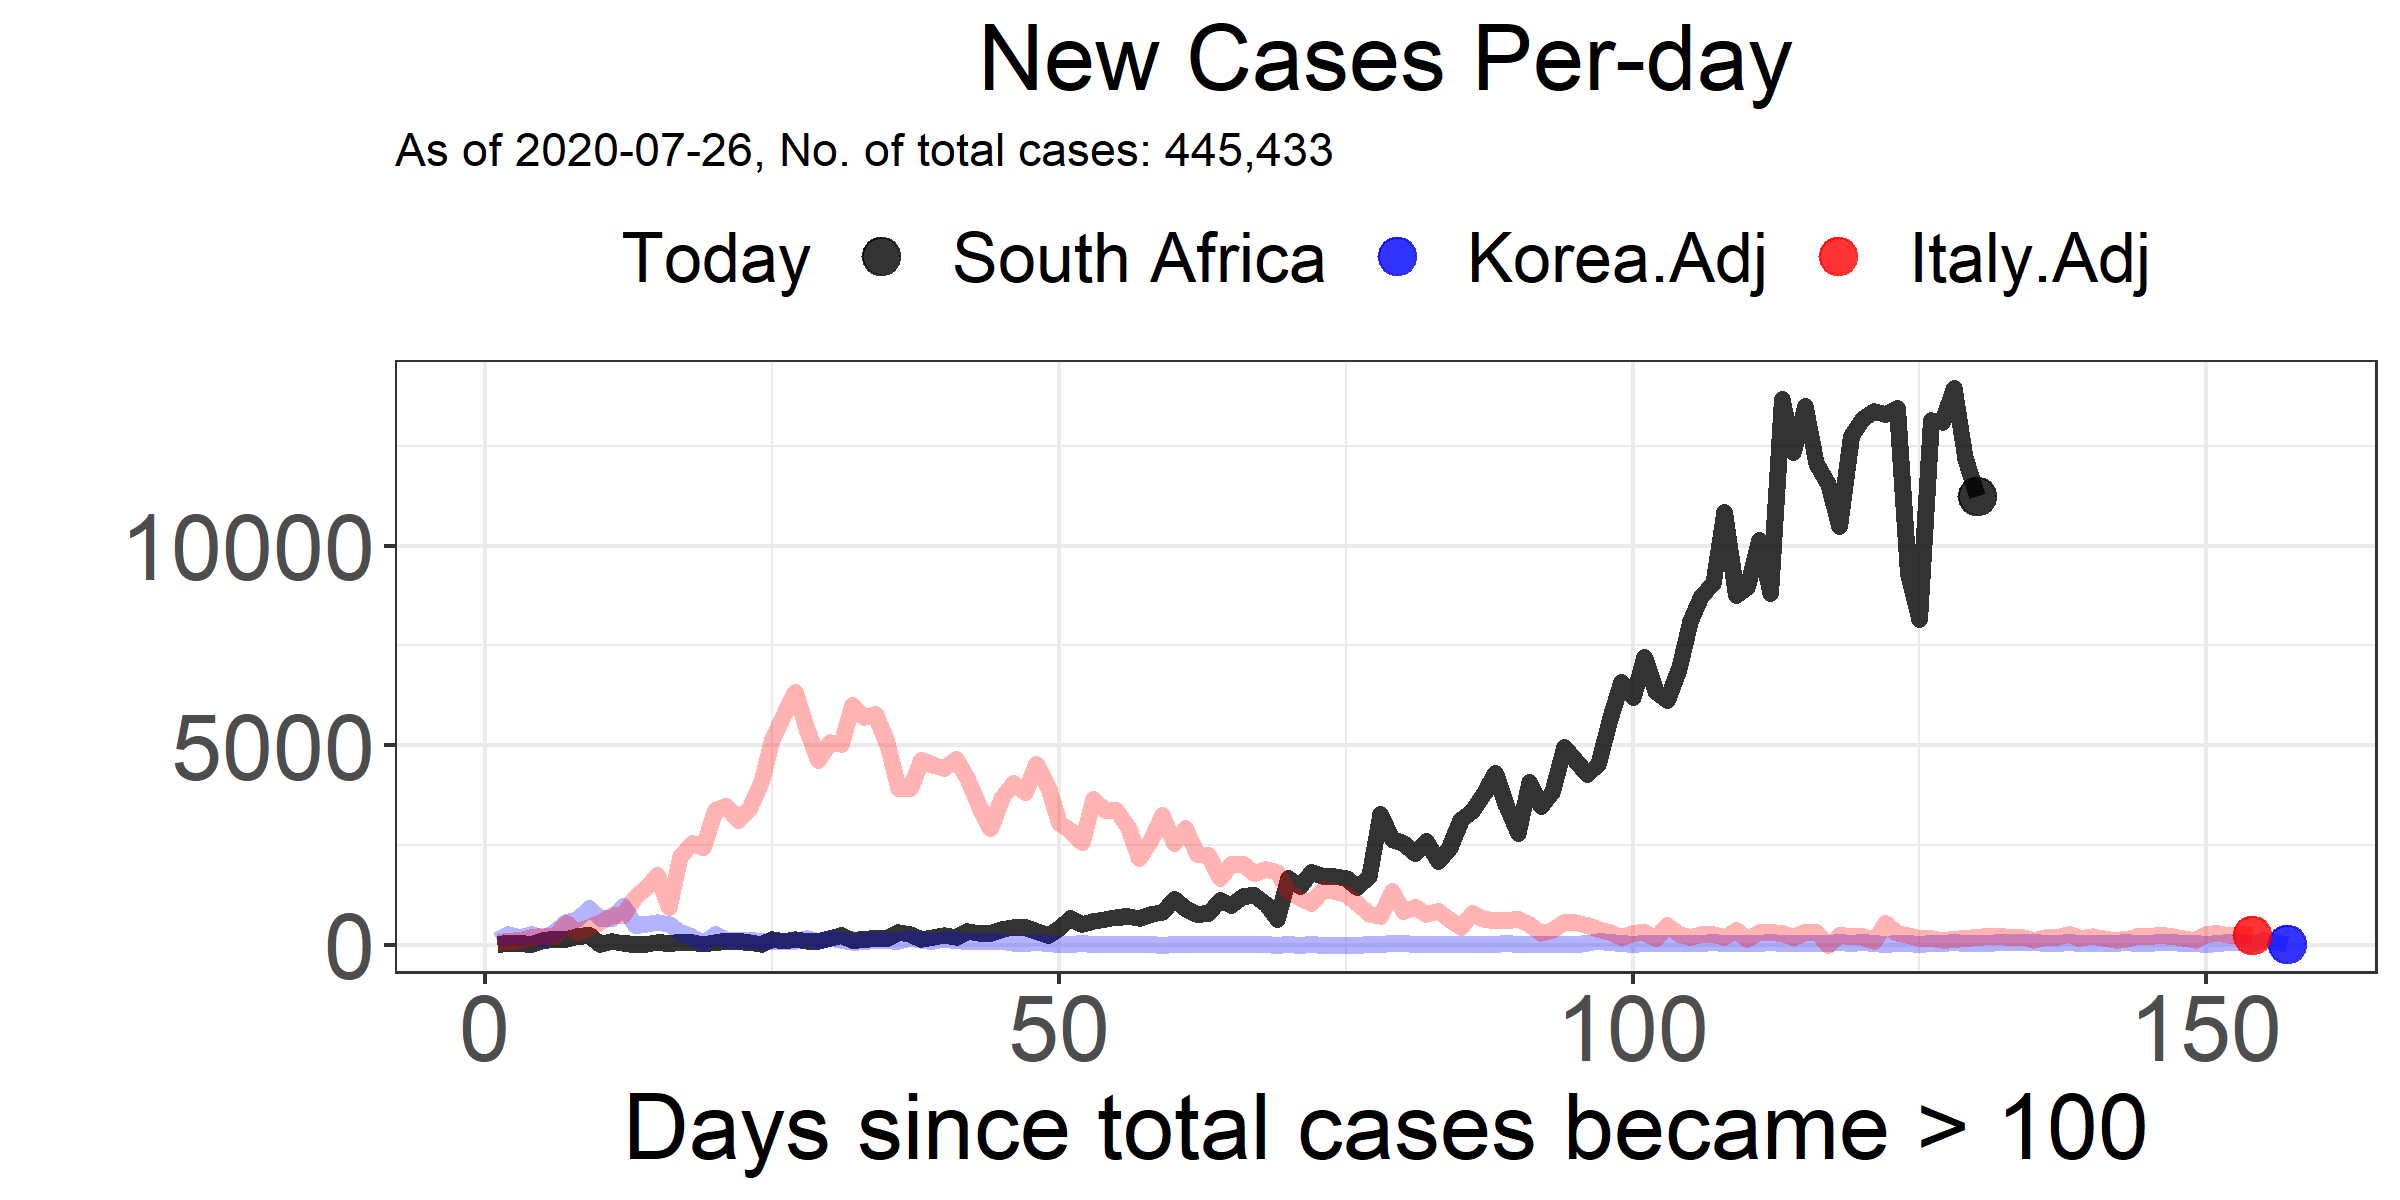 New Cases Per-day
As of 2020-07-26, No. of total cases: 445,433
Today South Africa Korea.Adj Italy.Adj
10000
5000
0
0 50 100 150
Days since total cases became > 100